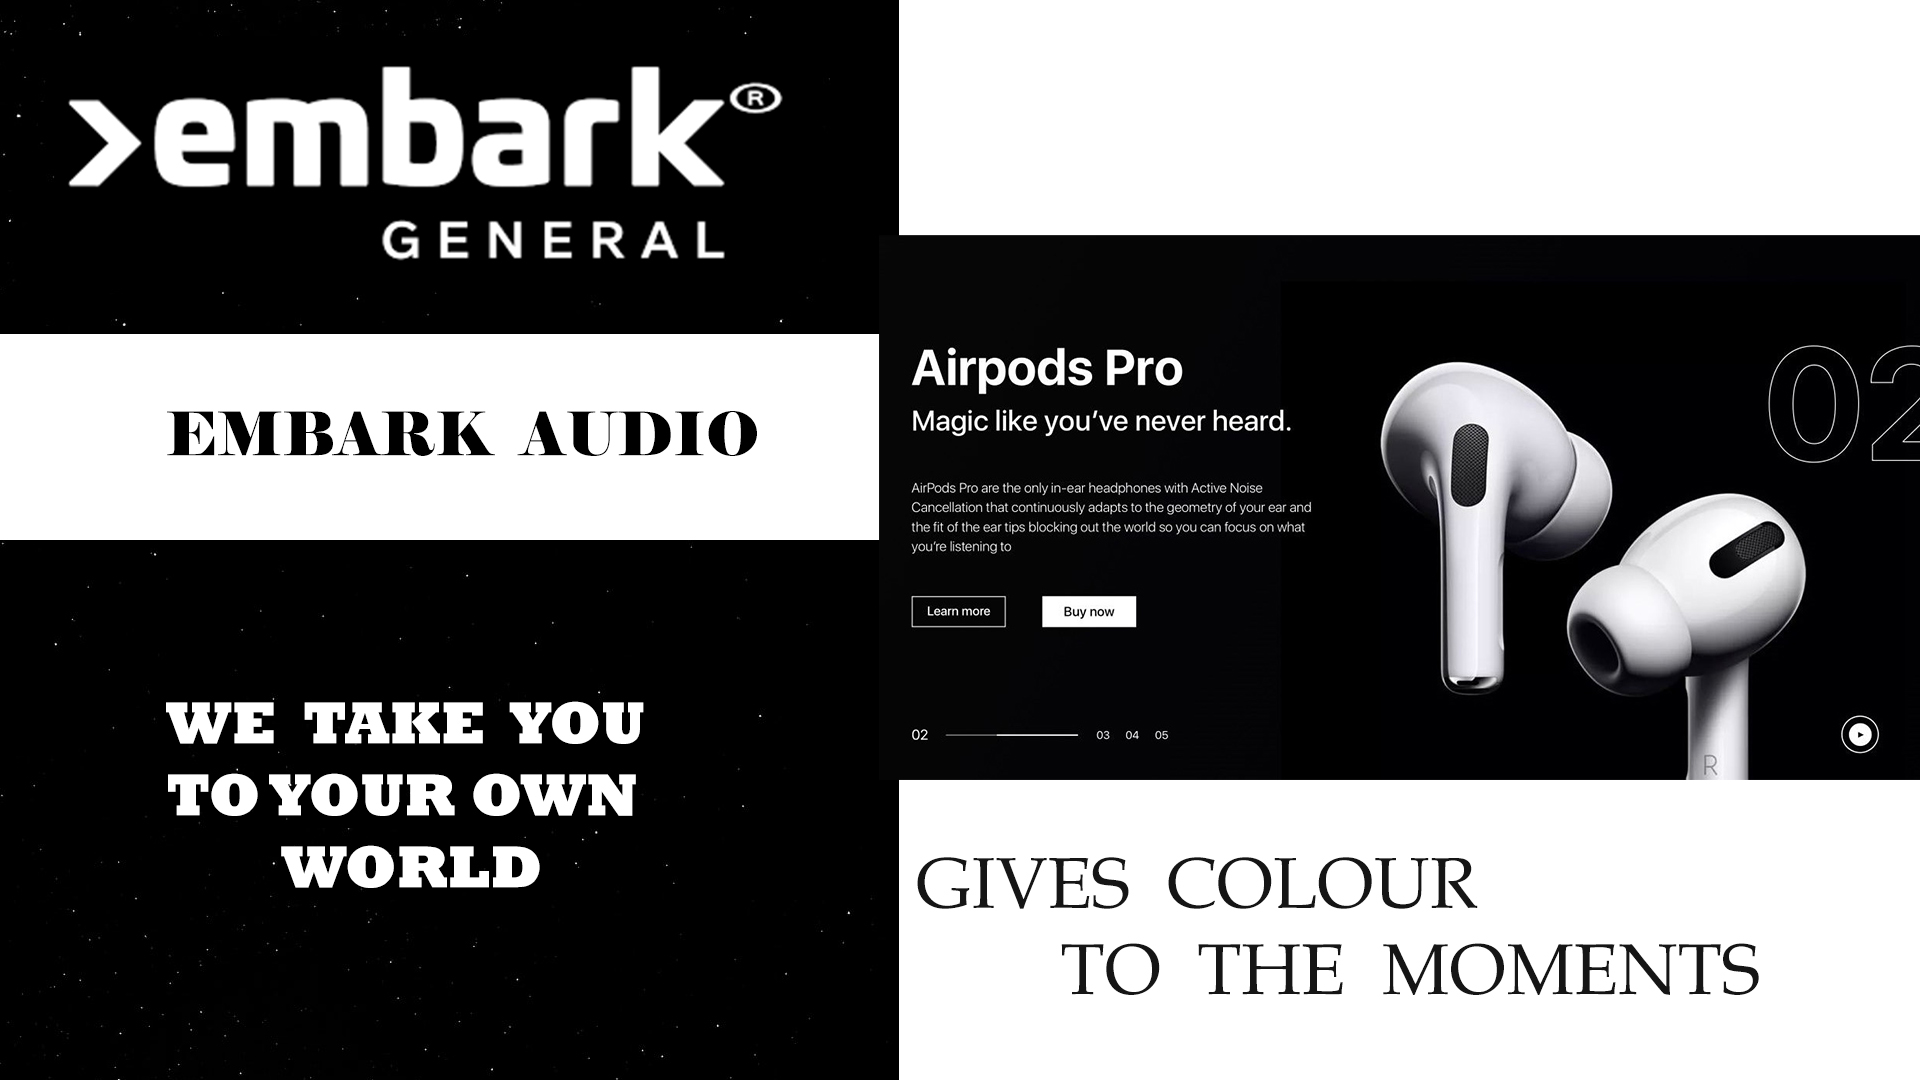 >embark®
GENERAL
EMBARK AUDIO
WE TAKE YOU
TO YOUR OWN
WORLD
Airpods Pro
Magic like you’ve never heard.
AirPods Pro are the only in-ear headphones with Active Noise
Cancellation that continuously adapts to the geometry of your ear and
the fit of the ear tips blocking out the world so you can focus on what
you’re listening to
Learn more Buy now
02 03 04 05
02
R
GIVES COLOUR
TO THE MOMENTS